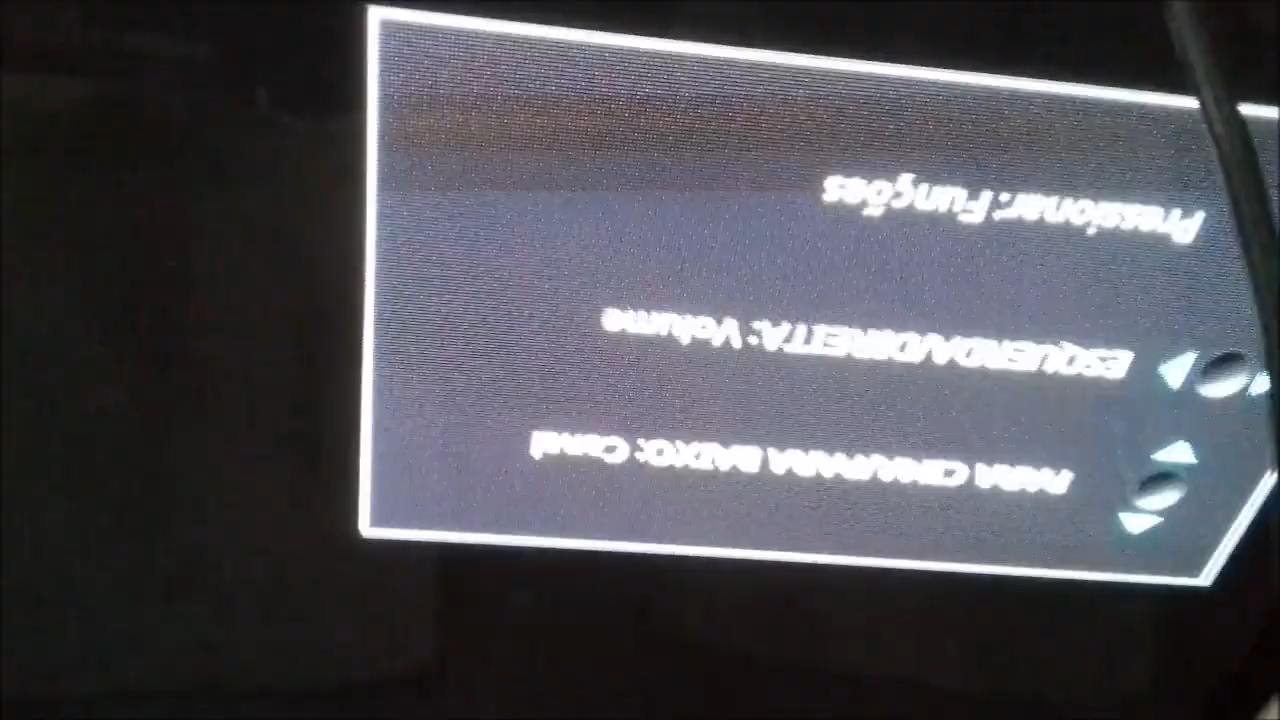 PARA CIMA/PARA BAIXO: Canal
ESQUERDA/DIREITA: Volume
Pressionar: Funções